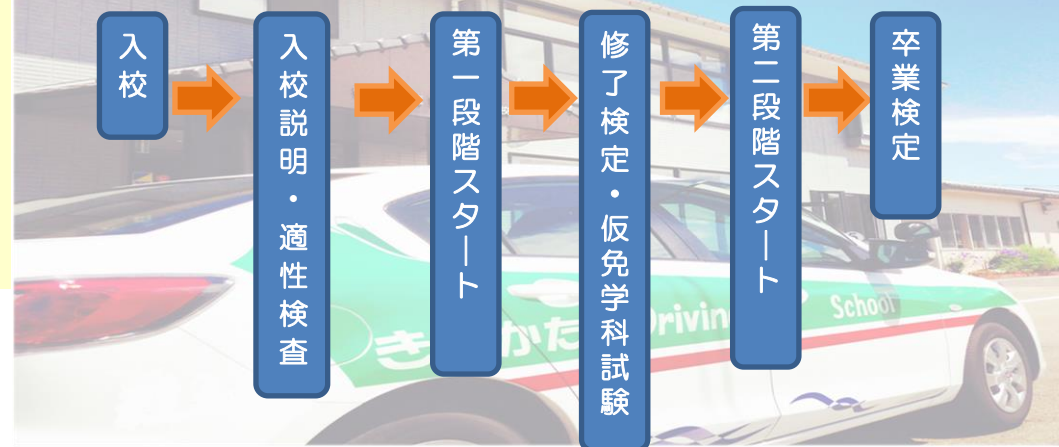 入校
入校説明・適性検査
第一段階スタート
修了検定・仮免学科試験
第二段階スタート
卒業検定
School